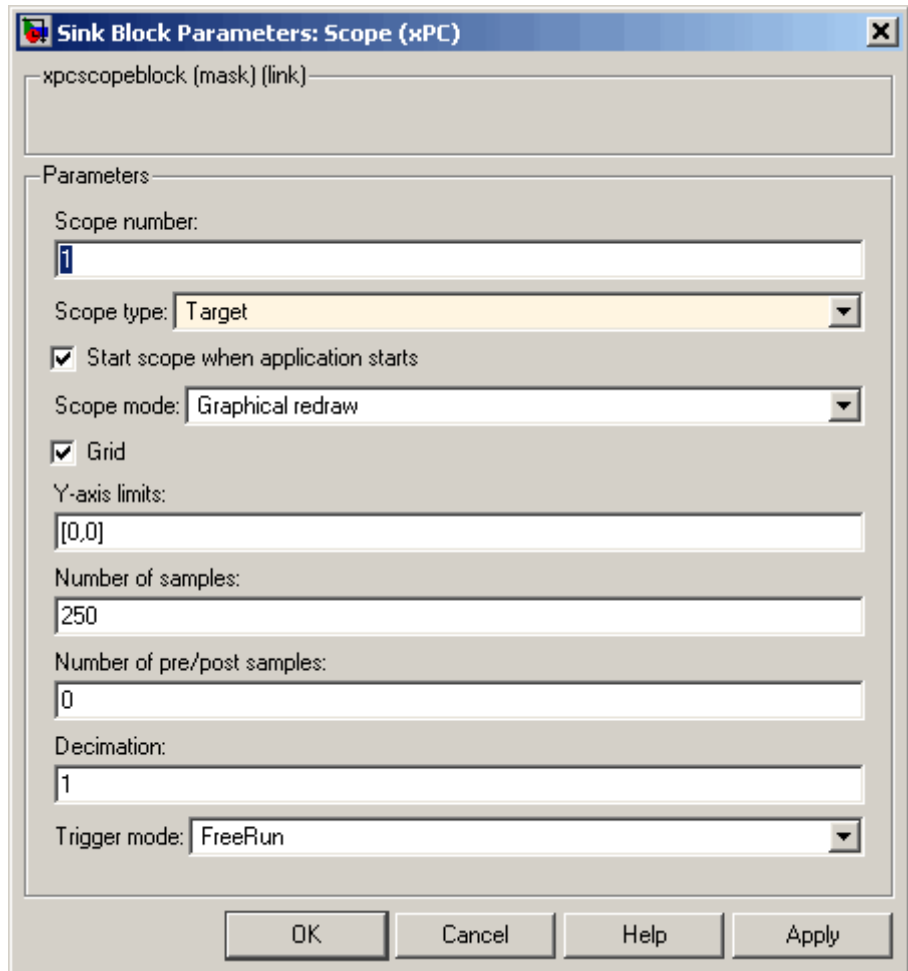 Sink Block Parameters: Scope (xPC)
xpcscopeblock (mask) (link)
Parameters
Scope number:
1
Scope type: Target
Start scope when application starts
Scope mode: Graphical redraw
Grid
Y-axis limits:
[0,0]
Number of samples:
250
Number of pre/post samples:
0
Decimation:
1
Trigger mode: FreeRun
OK Cancel Help Apply